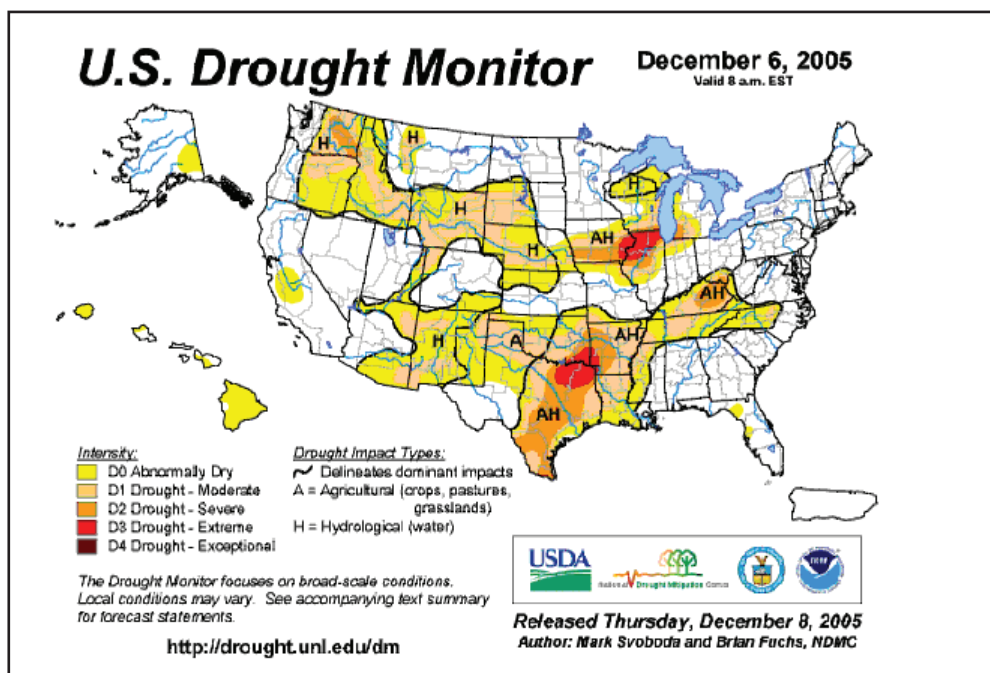 U.S. Drought Monitor
December 6, 2005
Valid 8 a.m. EST
H
H
H
H
H
AH
AH
H
A
AH
AH
Intensity:
D0 Abnormally Dry
D1 Drought - Moderate
D2 Drought - Severe
D3 Drought - Extreme
D4 Drought - Exceptional
Drought Impact Types:
Delineates dominant impacts
A = Agricultural (crops, pastures,
grasslands)
H = Hydrological (water)
The Drought Monitor focuses on broad-scale conditions.
Local conditions may vary. See accompanying text summary
for forecast statements.
http://drought.unl.edu/dm
USDA
National Drought Mitigation Center
Released Thursday, December 8, 2005
Author: Mark Svoboda and Brian Fuchs, NDMC